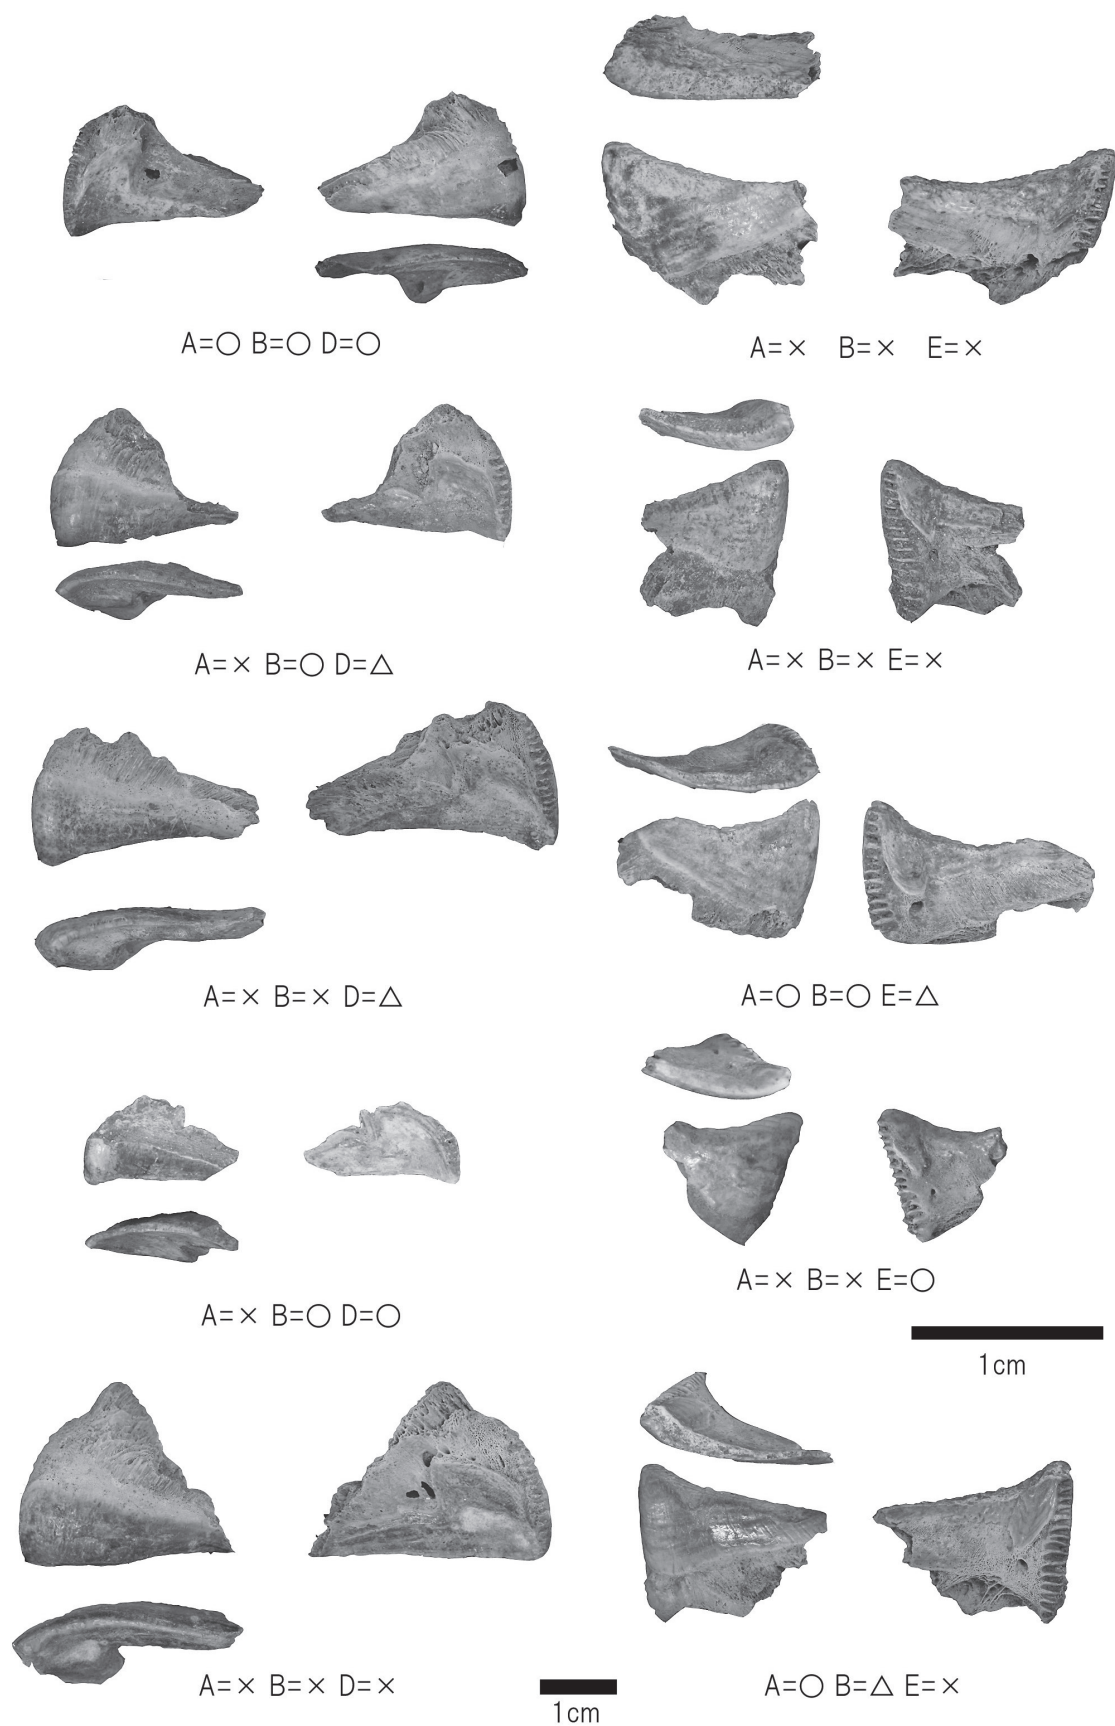 A=○ B=○ D=○
A=× B=× E=×
A=× B=○ D=△
A=× B=× E=×
A=× B=× D=△
A=○ B=○ E=△
A=× B=○ D=○
A=× B=× E=○
1cm
A=× B=× D=×
1cm
A=○ B=△ E=×